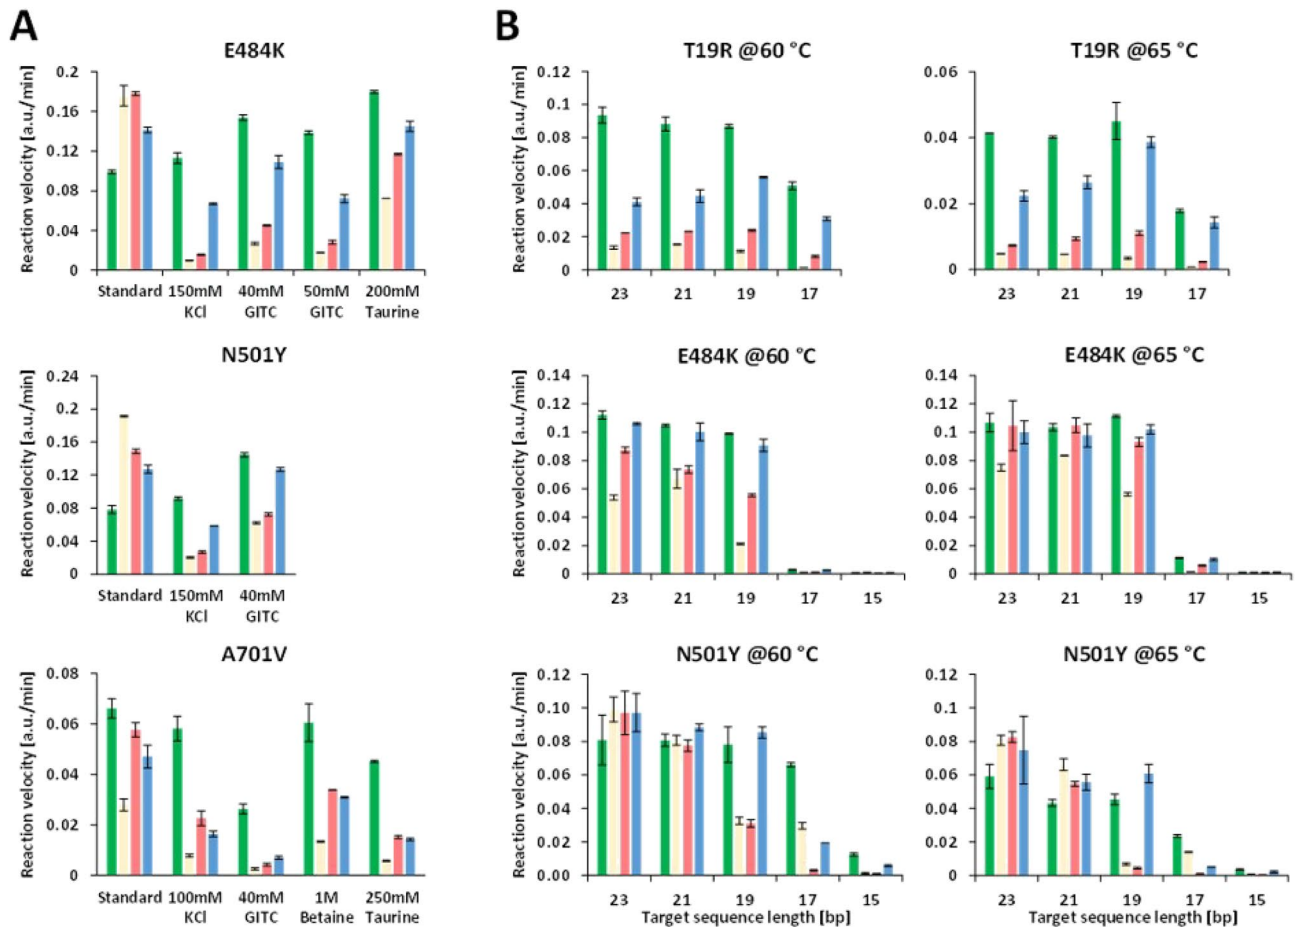 A
E484K
Reaction velocity [a.u./min]
0.2
0.16
0.12
0.08
0.04
0
Standard 150mM 40mM 50mM 200mM
KCl GITC GITC Taurine
N501Y
Reaction velocity [a.u./min]
0.24
0.2
0.16
0.12
0.08
0.04
0
Standard 150mM 40mM
KCl GITC
A701V
Reaction velocity [a.u./min]
0.08
0.06
0.04
0.02
0
Standard 100mM 40mM 1M 250mM
KCl GITC Betaine Taurine
B
T19R @60 °C
Reaction velocity [a.u./min]
0.12
0.1
0.08
0.06
0.04
0.02
0
23 21 19 17
T19R @65 °C
Reaction velocity [a.u./min]
0.06
0.04
0.02
0
23 21 19 17
E484K @60 °C
Reaction velocity [a.u./min]
0.14
0.12
0.1
0.08
0.06
0.04
0.02
0
23 21 19 17 15
E484K @65 °C
Reaction velocity [a.u./min]
0.14
0.12
0.1
0.08
0.06
0.04
0.02
0
23 21 19 17 15
N501Y @60 °C
Reaction velocity [a.u./min]
0.12
0.10
0.08
0.06
0.04
0.02
0.00
23 21 19 17 15
Target sequence length [bp]
N501Y @65 °C
Reaction velocity [a.u./min]
0.12
0.1
0.08
0.06
0.04
0.02
0
23 21 19 17 15
Target sequence length [bp]